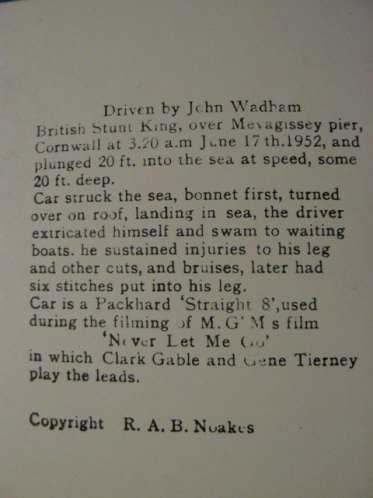 Driven by John Wadham
British Stunt King, over Mevagissey pier,
Cornwall at 3.20 a.m June 17th.1952, and
plunged 20 ft. into the sea at speed, some
20 ft. deep.
Car struck the sea, bonnet first, turned
over on roof, landing in sea, the driver
extricated himself and swam to waiting
boats. he sustained injuries to his leg
and other cuts, and bruises, later had
six stitches put into his leg.
Car is a Packhard 'Straight 8',used
during the filming of M.G' M s film
'Never Let Me Go'
in which Clark Gable and Gene Tierney
play the leads.
Copyright R. A. B. Noakes